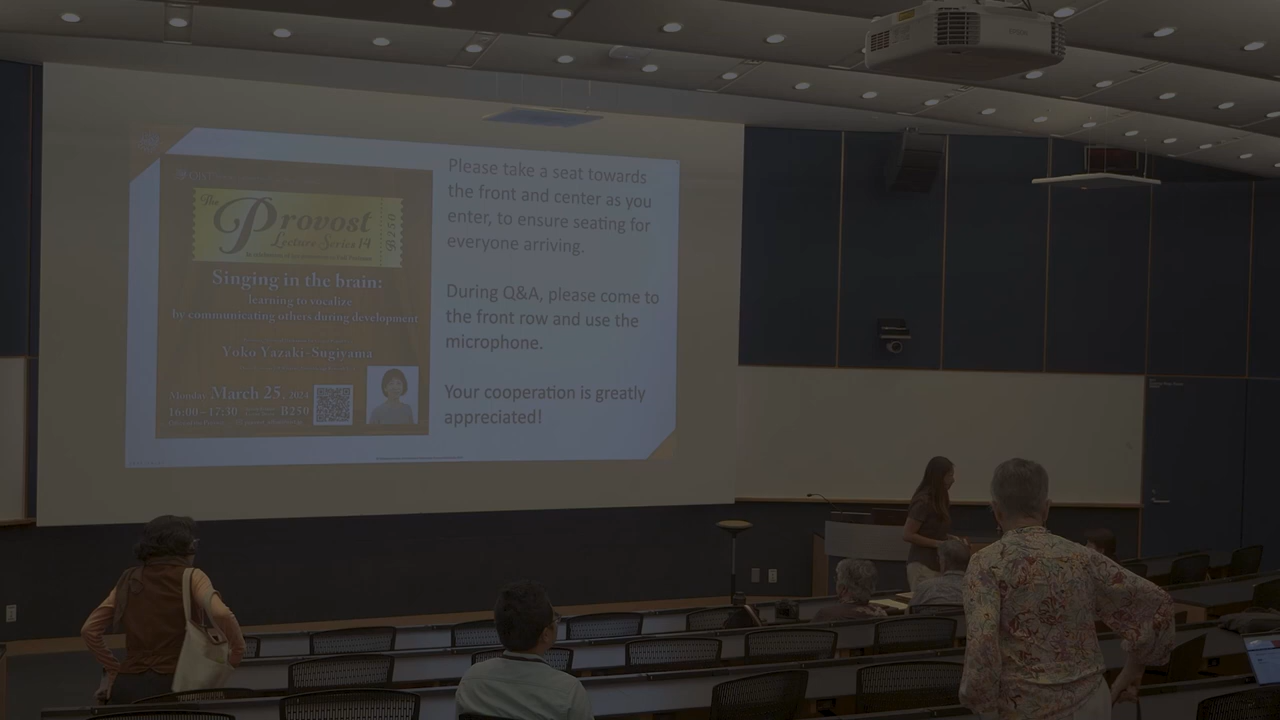 The
Provost
Lecture Series 14
B250
Singing in the brain:
learning to vocalize
by communicating others during development
Yoko Yazaki-Sugiyama
Monday March 25, 2024
16:00 – 17:30 B250
Please take a seat towards
the front and center as you
enter, to ensure seating for
everyone arriving.
During Q&A, please come to
the front row and use the
microphone.
Your cooperation is greatly
appreciated!